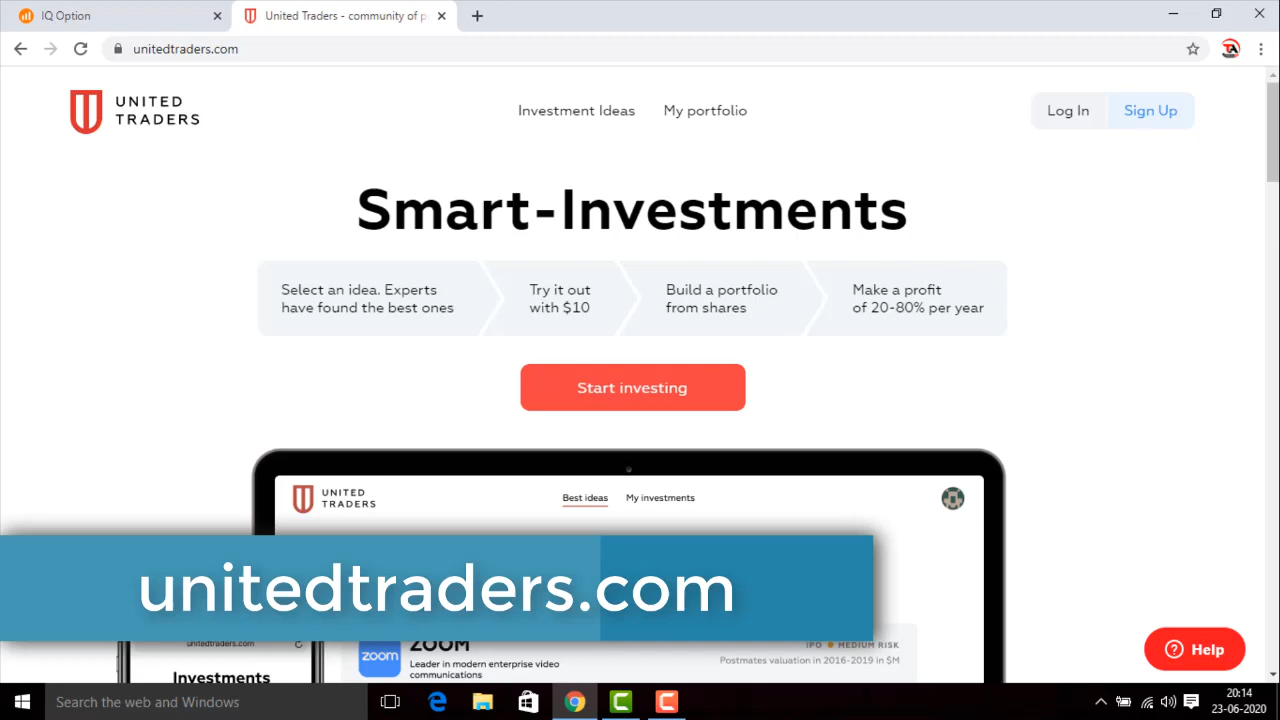 IQ Option
United Traders - community of p
unitedtraders.com
UNITED
TRADERS
Investment Ideas
My portfolio
Log In
Sign Up
Smart-Investments
Select an idea. Experts
have found the best ones
Try it out
with $10
Build a portfolio
from shares
Make a profit
of 20-80% per year
Start investing
UNITED
TRADERS
Best ideas
My investments
unitedtraders.com
unitedtraders.com
Investments
zoom
ZOOM
Leader in modern enterprise video
communications
IPO MEDIUM RISK
Postmates valuation in 2016-2019 in $M
Help
Search the web and Windows
20:14
23-06-2020